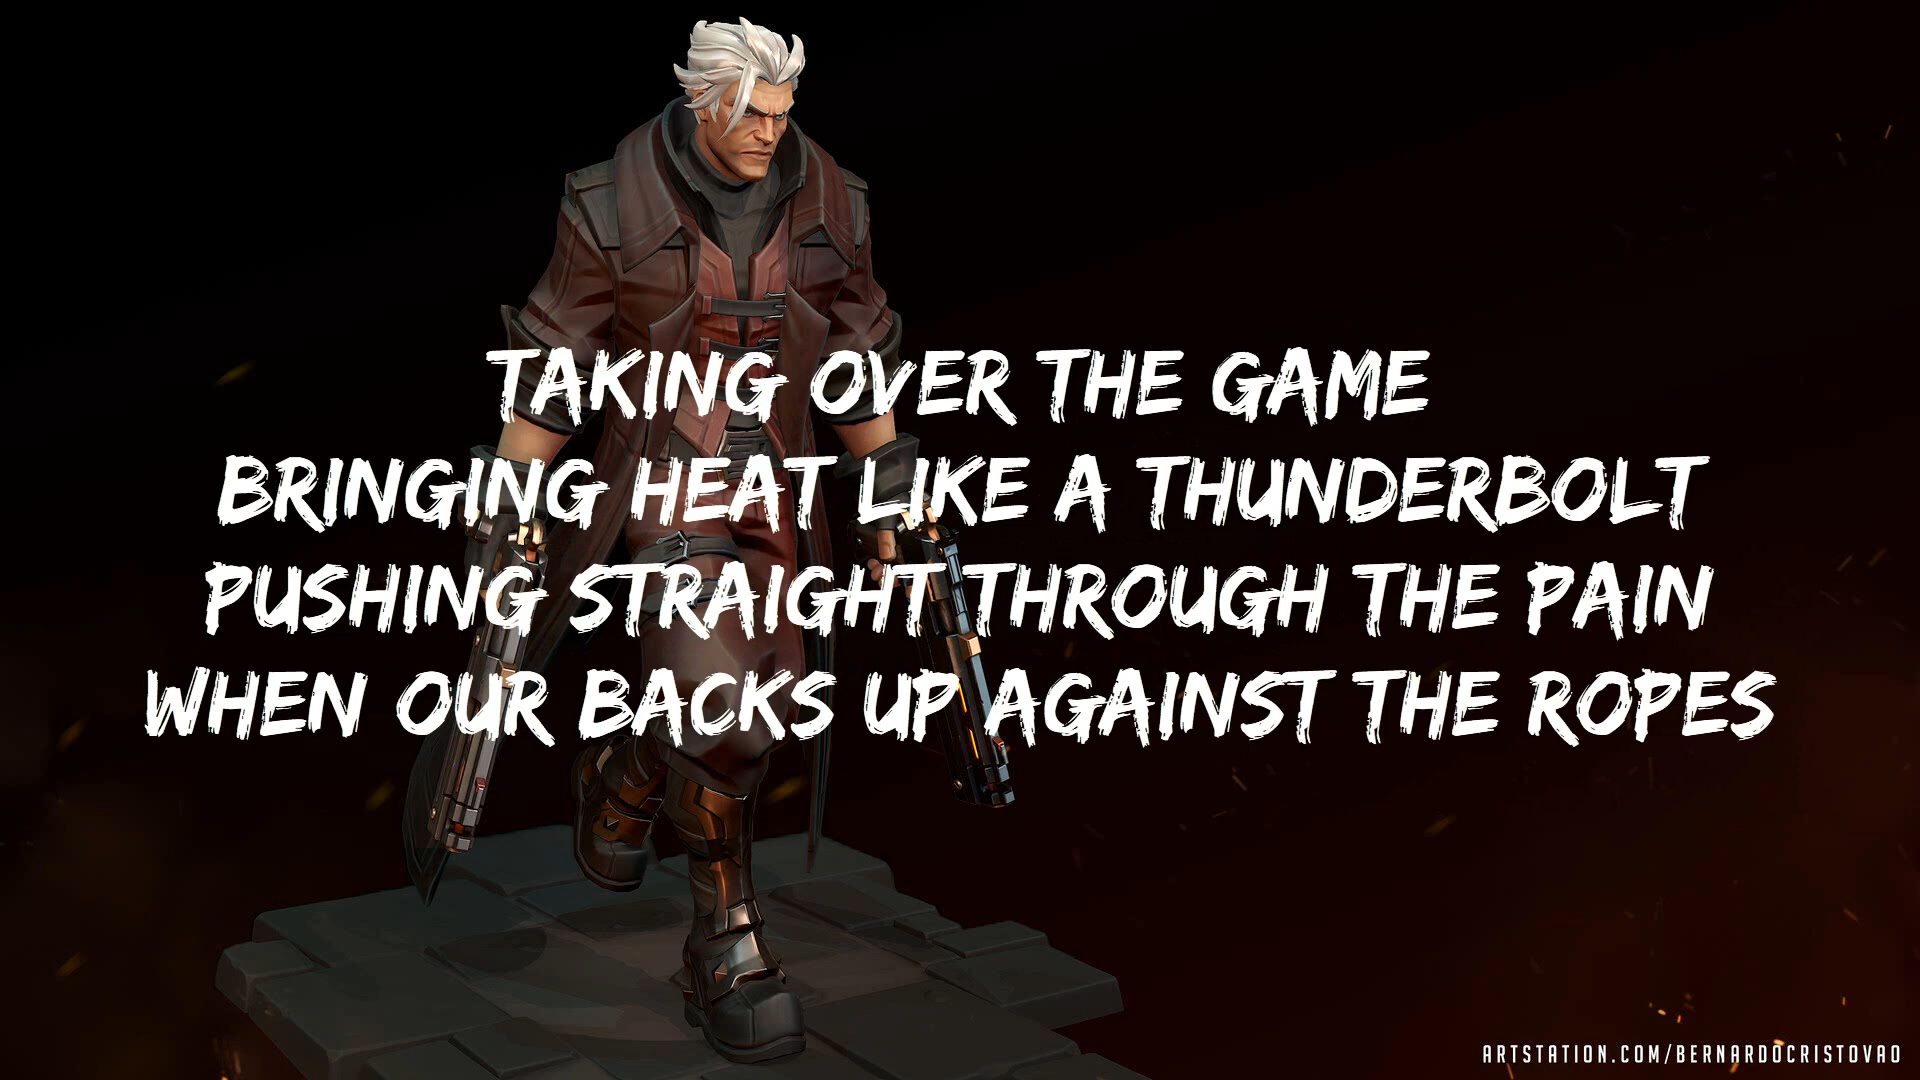 TAKING OVER THE GAME
BRINGING HEAT LIKE A THUNDERBOLT
PUSHING STRAIGHT THROUGH THE PAIN
WHEN OUR BACKS UP AGAINST THE ROPES
ARTSTATION.COM/BERNARDOCRISTOVAO